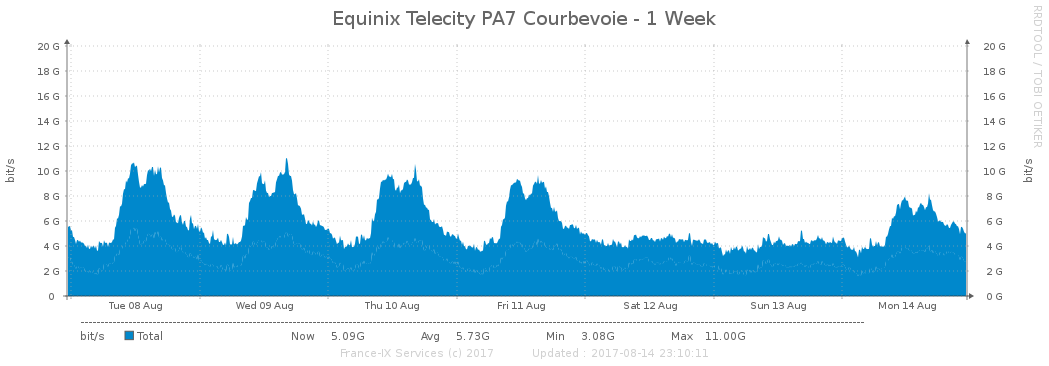 Equinix Telecity PA7 Courbevoie - 1 Week
RRDTOOL / TOBI OETIKER
bit/s
20 G 20 G
18 G 18 G
16 G 16 G
14 G 14 G
12 G 12 G
10 G 10 G
8 G 8 G
6 G 6 G
4 G 4 G
2 G 2 G
0 0 G
bit/s
Tue 08 Aug Wed 09 Aug Thu 10 Aug Fri 11 Aug Sat 12 Aug Sun 13 Aug Mon 14 Aug
bit/s Total Now 5.09G Avg 5.73G Min 3.08G Max 11.00G
France-IX Services (c) 2017 Updated : 2017-08-14 23:10:11